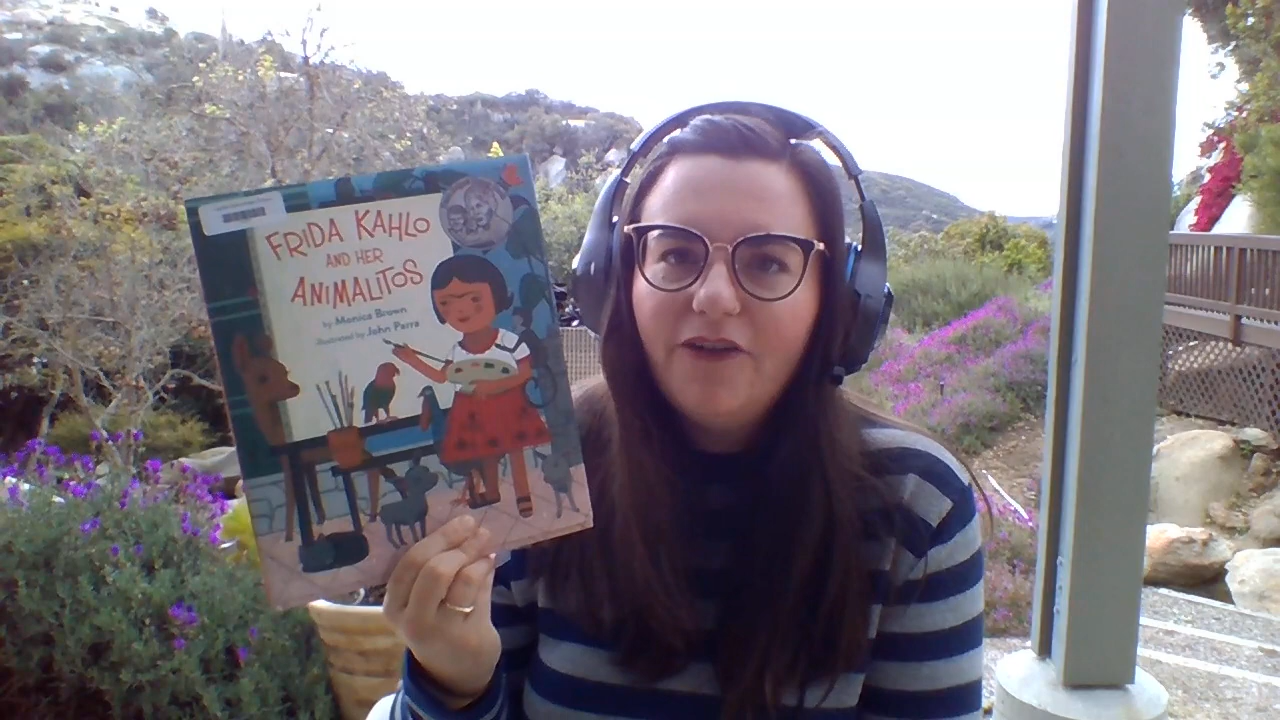 FRIDA KAHLO
AND HER
ANIMALITOS
by Monica Brown
illustrated by John Parra